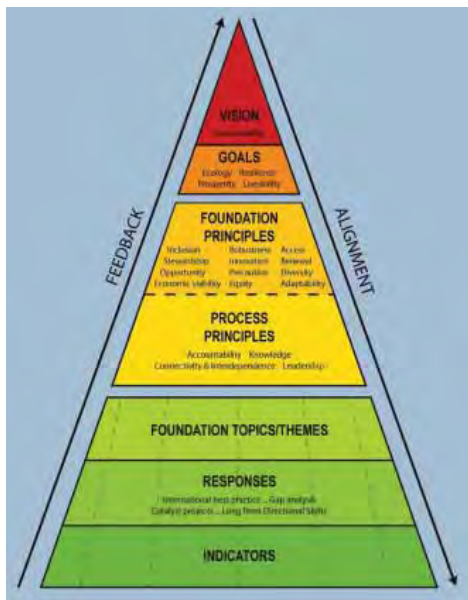 VISION
GOALS
Ecology Resilience
Prosperity Liveability
FOUNDATION
PRINCIPLES
Inclusion Robustness Access
Stewardship Innovation Renewal
Opportunity Precaution Diversity
Economic viability Equity Adaptability
PROCESS
PRINCIPLES
Accountability Knowledge
Connectivity & Interdependence Leadership
FOUNDATION TOPICS/THEMES
RESPONSES
International best practice ... Gap analysis
Catalyst projects ... Long Term Directional Shifts
INDICATORS
FEEDBACK
ALIGNMENT